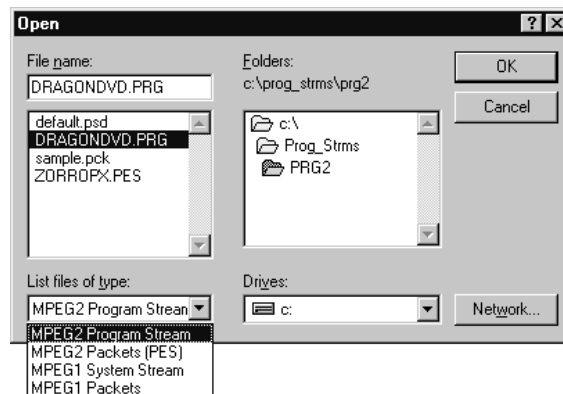 Open
File name:
DRAGONDVD.PRG
default.psd
DRAGONDVD.PRG
sample.pck
ZORROPX.PES
Folders:
c:\prog_strms\prg2
c:\
Prog_Strms
PRG2
OK
Cancel
List files of type:
MPEG2 Program Strean
MPEG2 Program Stream
MPEG2 Packets (PES)
MPEG1 System Stream
MPEG1 Packets
Drives:
c:
Network...